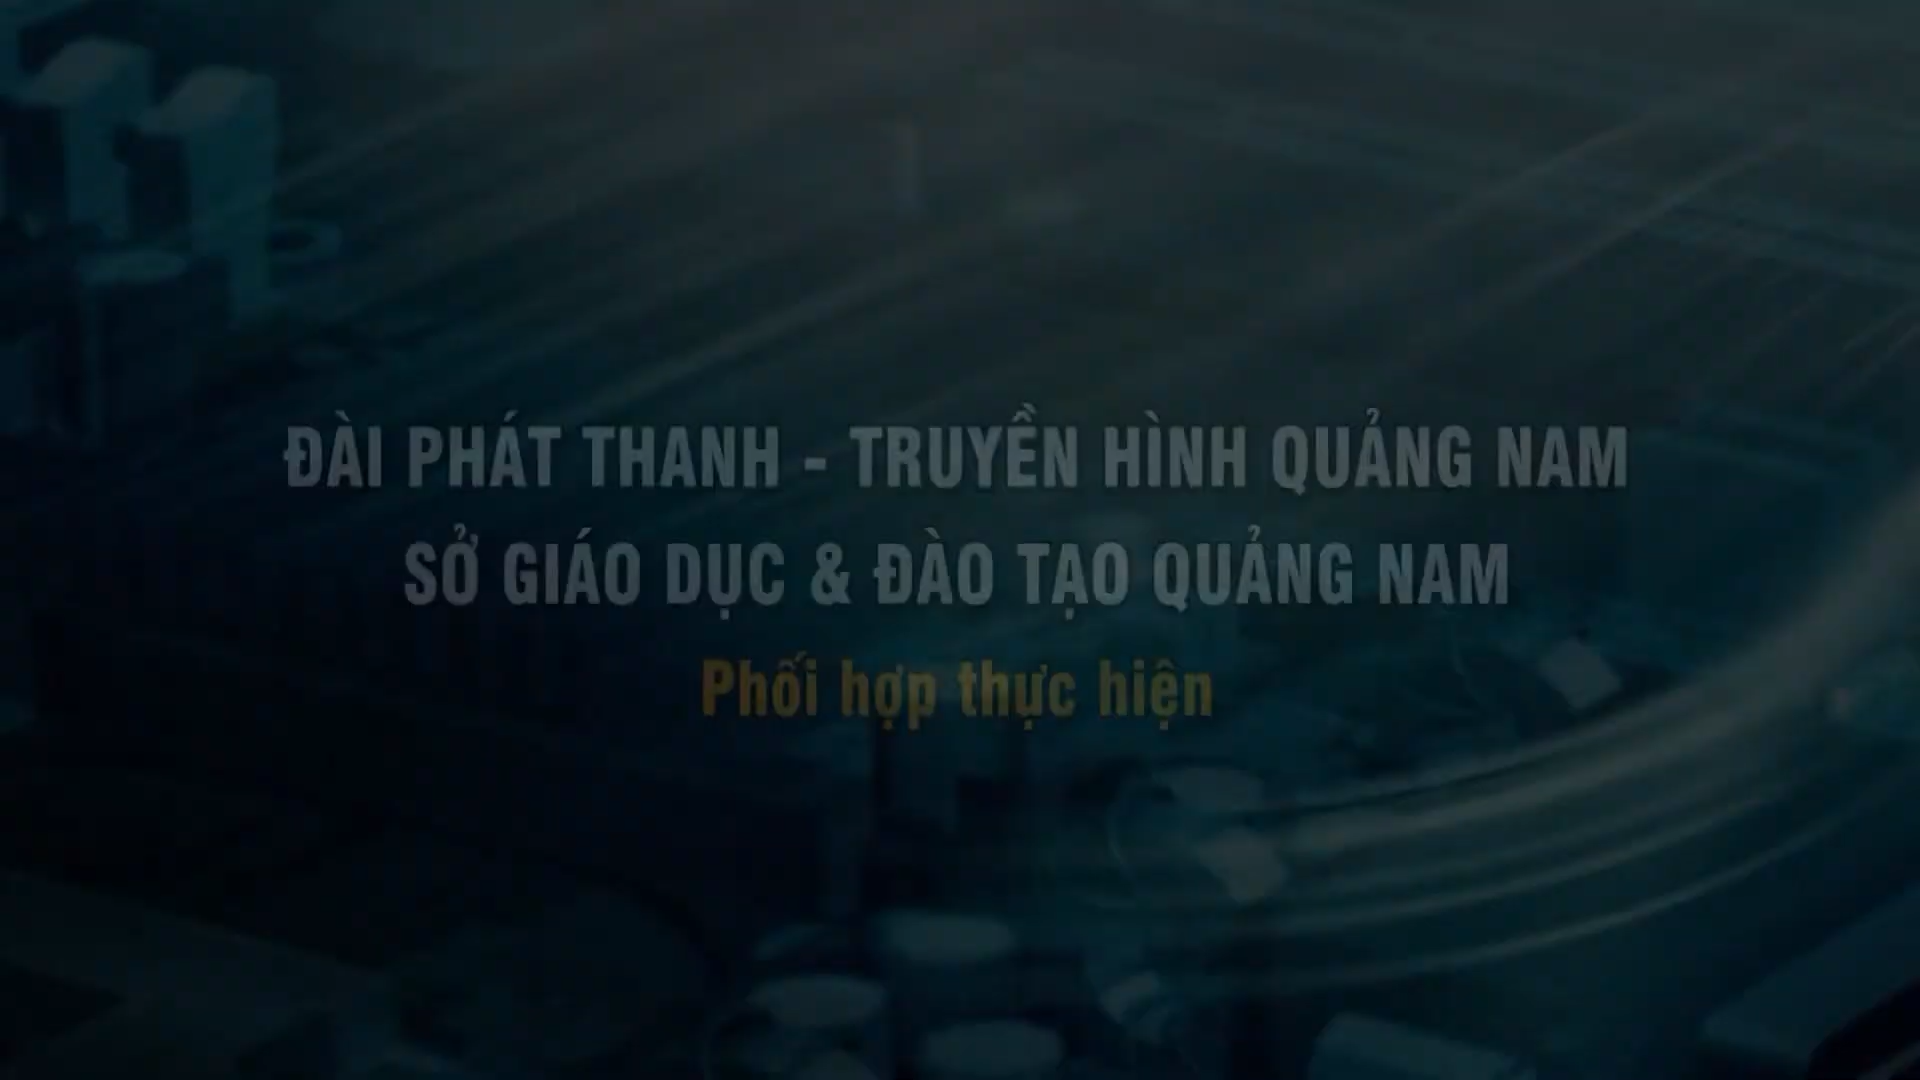 ĐÀI PHÁT THANH - TRUYỀN HÌNH QUẢNG NAM
SỞ GIÁO DỤC & ĐÀO TẠO QUẢNG NAM
Phối hợp thực hiện